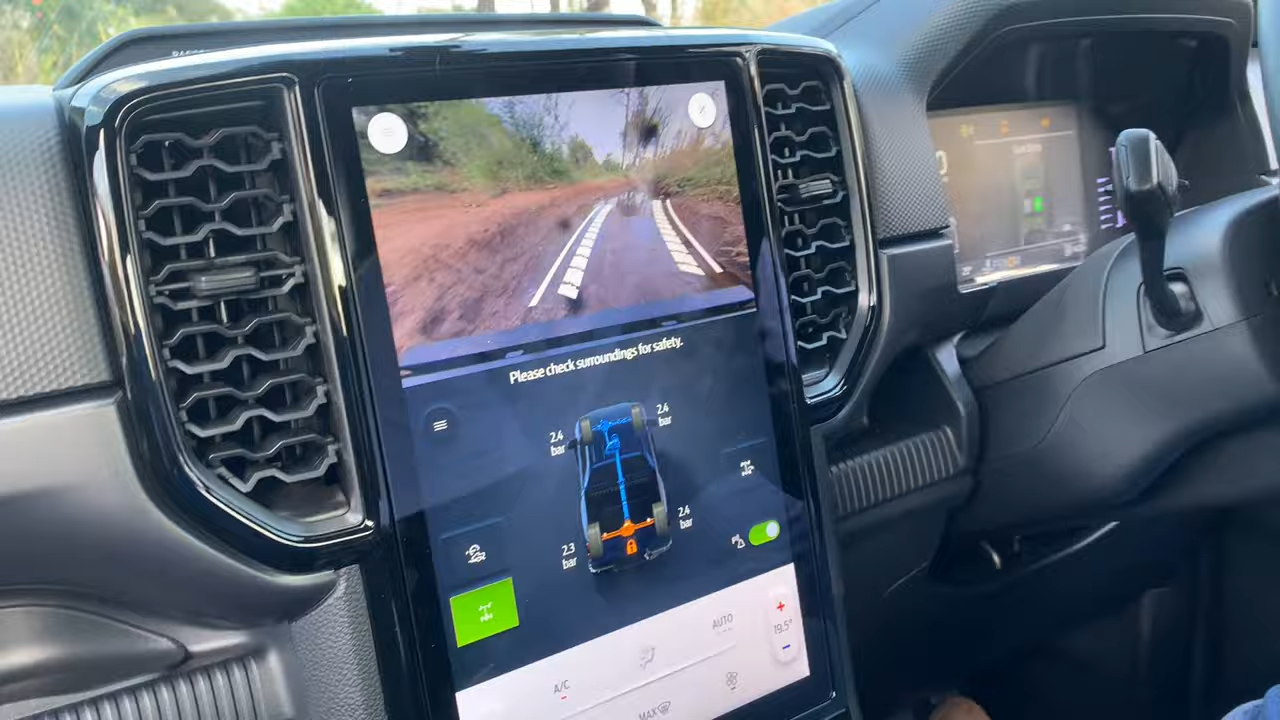 Please check surroundings for safety.
2.4
bar
2.4
bar
2.4
bar
2.3
bar
AUTO
19.5°
A/C
MAX